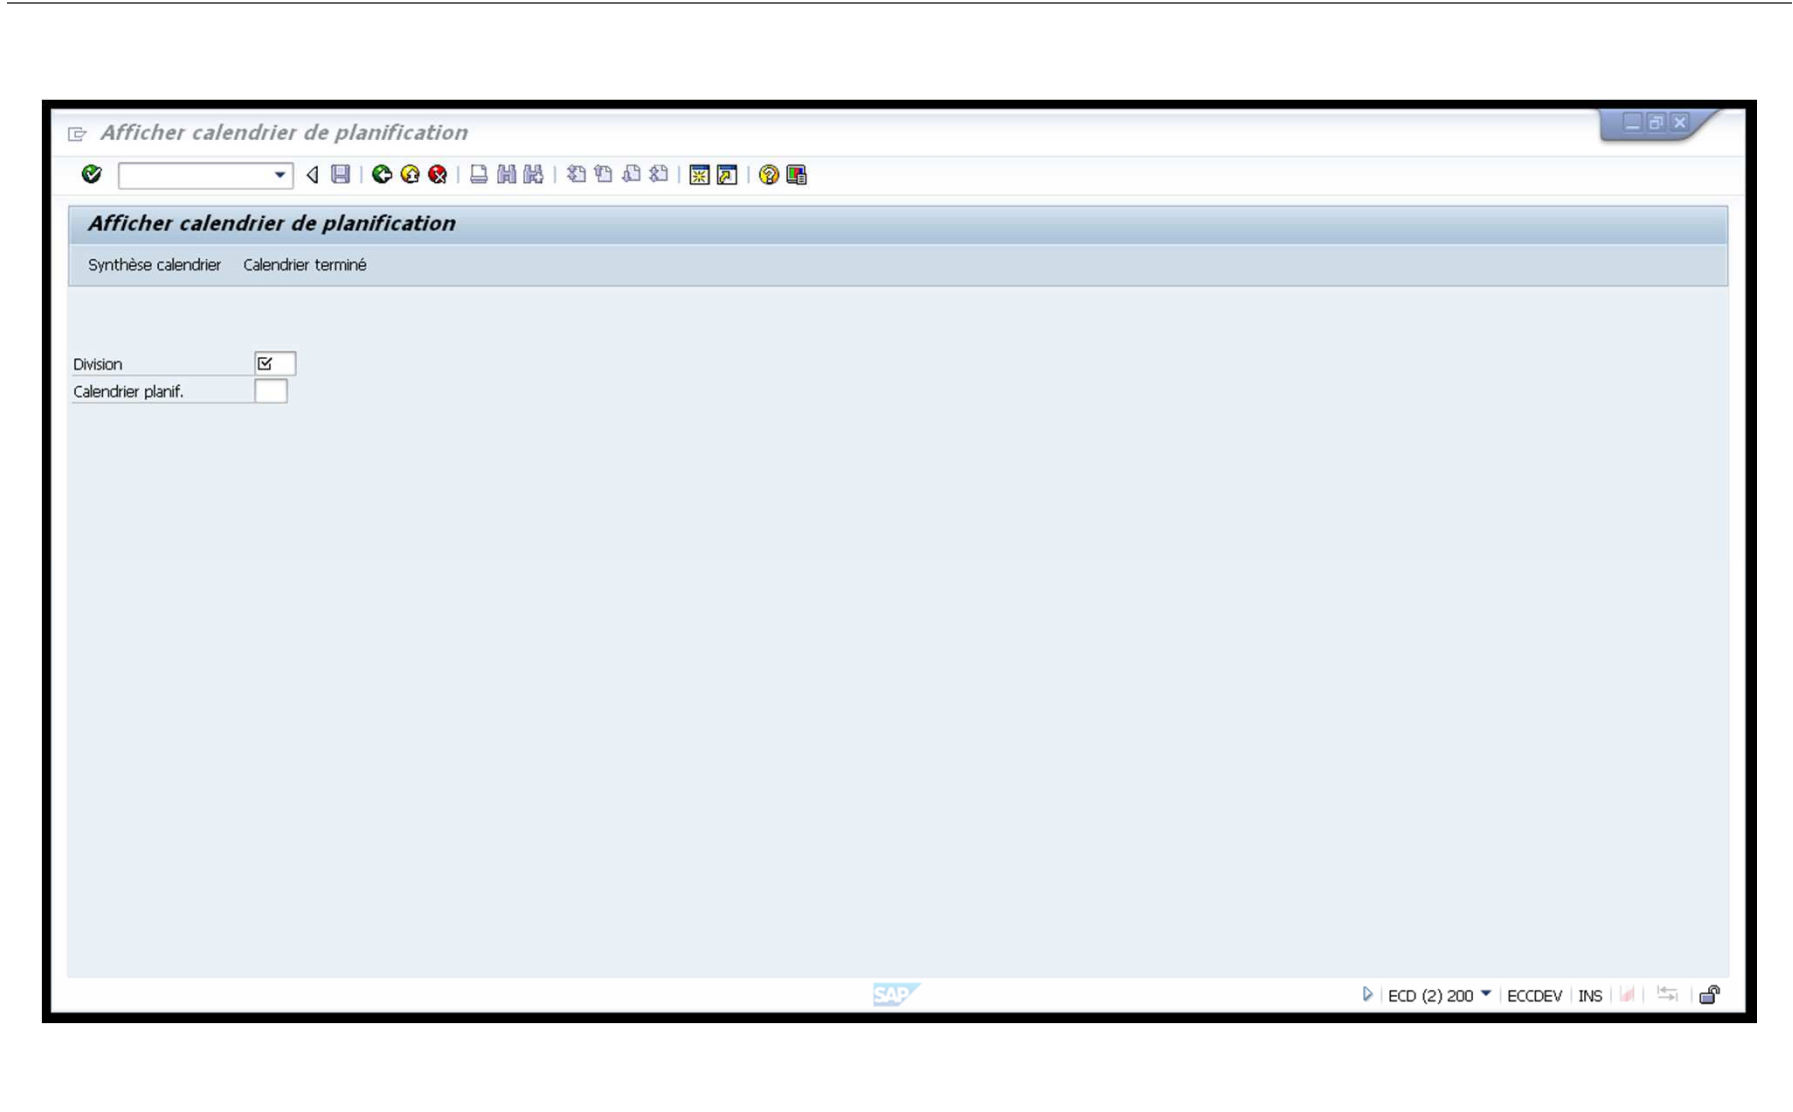 Afficher calendrier de planification
Afficher calendrier de planification
Synthèse calendrier Calendrier terminé
Division
Calendrier planif.
SAP ECD (2) 200 ECCDEV INS